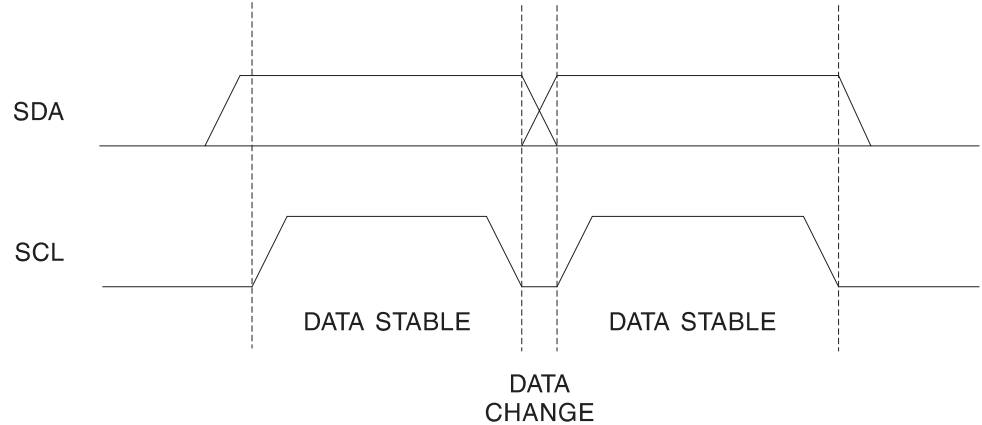 SDA
SCL
DATA STABLE
DATA STABLE
DATA
CHANGE